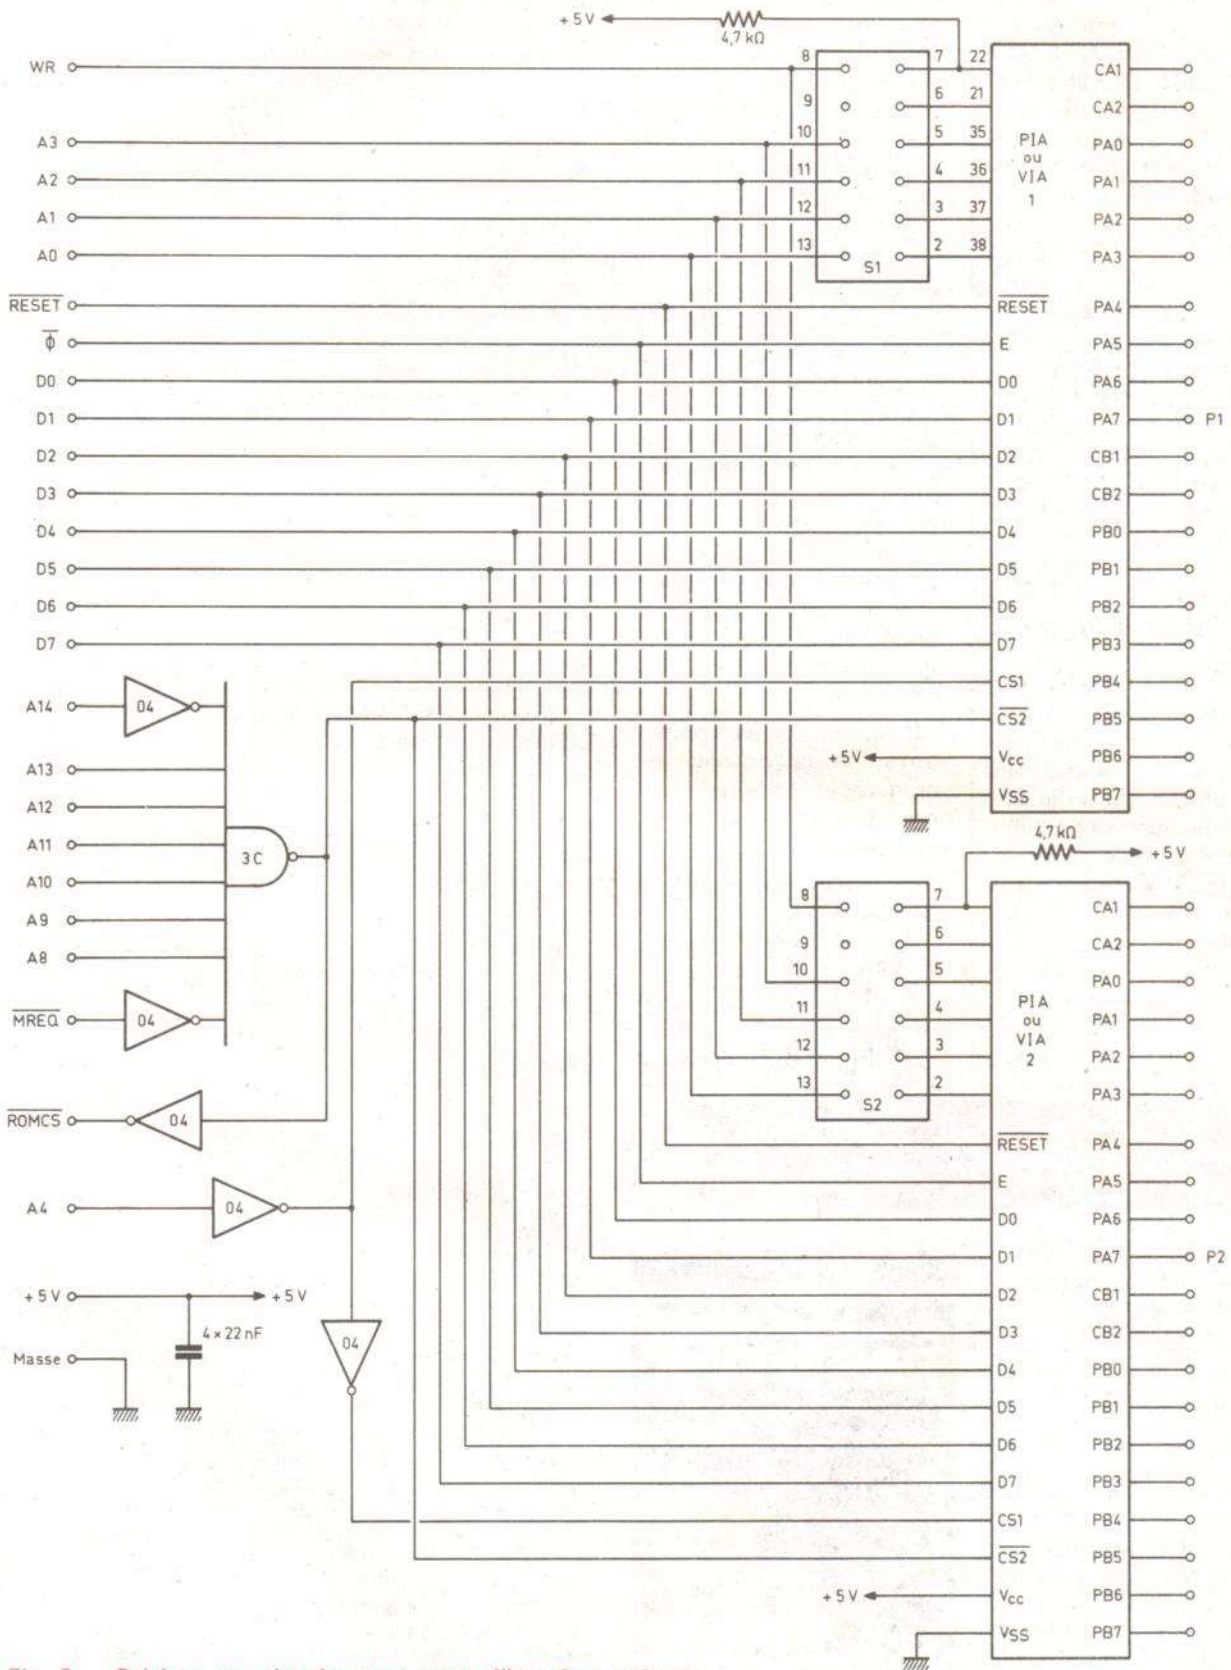 +5V
4,7 kΩ
WR
A3
A2
A1
A0
RESET
Φ
D0
D1
D2
D3
D4
D5
D6
D7
8
9
10
11
12
13
7
6
5
4
3
2
S1
22
21
35
36
37
38
PIA
ou
VIA
1
RESET
E
D0
D1
D2
D3
D4
D5
D6
D7
CS1
CS2
Vcc
VSS
+5V
CA1
CA2
PA0
PA1
PA2
PA3
PA4
PA5
PA6
PA7
P1
CB1
CB2
PB0
PB1
PB2
PB3
PB4
PB5
PB6
PB7
A14
04
A13
A12
A11
A10
A9
A8
3C
MREQ
04
ROMCS
04
A4
04
+5V
+5V
4×22nF
Masse
04
4,7 kΩ
+5V
8
9
10
11
12
13
7
6
5
4
3
2
S2
PIA
ou
VIA
2
RESET
E
D0
D1
D2
D3
D4
D5
D6
D7
CS1
CS2
Vcc
VSS
+5V
CA1
CA2
PA0
PA1
PA2
PA3
PA4
PA5
PA6
PA7
P2
CB1
CB2
PB0
PB1
PB2
PB3
PB4
PB5
PB6
PB7